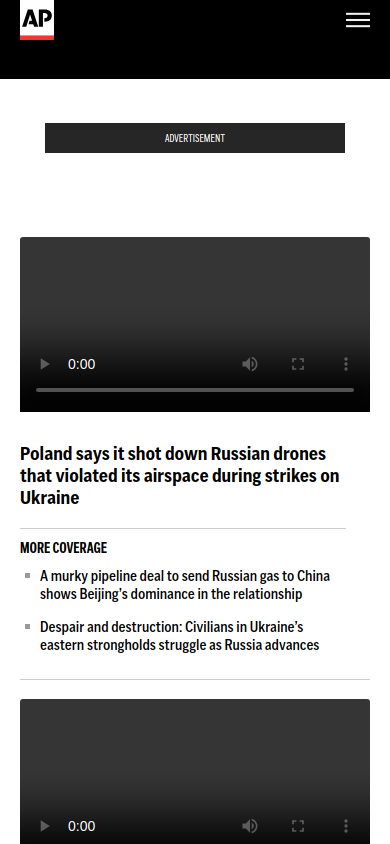 AP
ADVERTISEMENT
0:00
Poland says it shot down Russian drones
that violated its airspace during strikes on
Ukraine
MORE COVERAGE
A murky pipeline deal to send Russian gas to China
shows Beijing’s dominance in the relationship
Despair and destruction: Civilians in Ukraine’s
eastern strongholds struggle as Russia advances
0:00